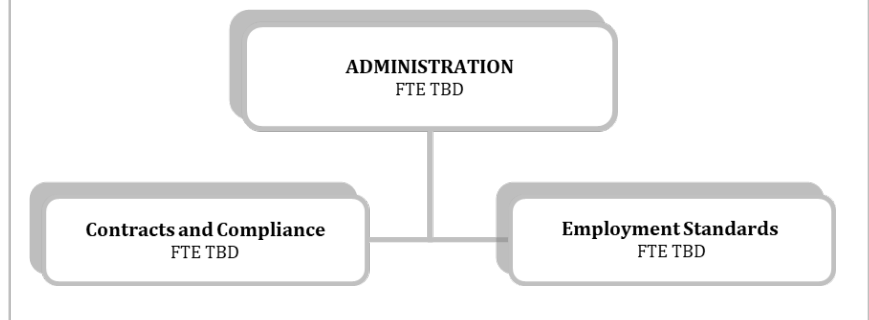 ADMINISTRATION
FTE TBD
Contracts and Compliance
FTE TBD
Employment Standards
FTE TBD